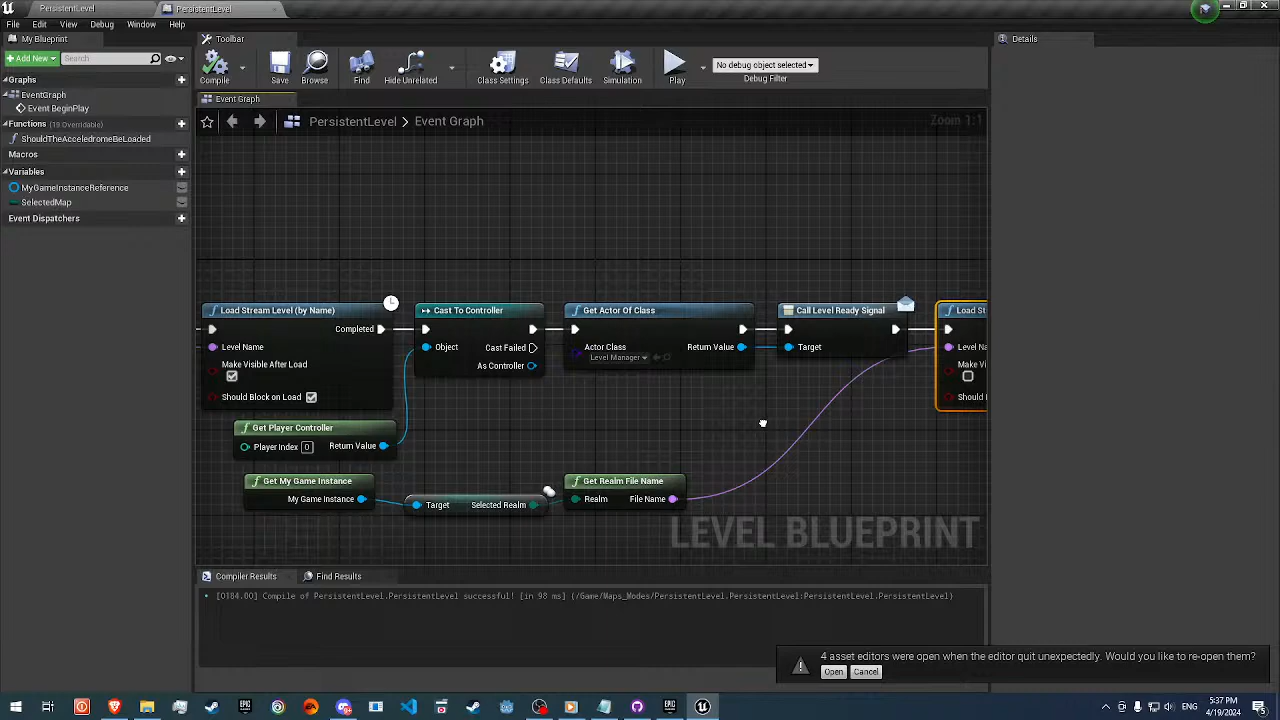 PersistentLevel
PersistentLevel
File Edit View Debug Window Help
My Blueprint
Toolbar
Details
Add New
Search
Compile
Save
Browse
Find
Hide Unrelated
Class Settings
Class Defaults
Simulation
Play
No debug object selected
Debug Filter
Graphs
EventGraph
Event BeginPlay
Functions (19 Overridable)
ShouldTheAcceledromeBeLoaded
Macros
Variables
MyGameInstanceReference
SelectedMap
Event Dispatchers
Event Graph
PersistentLevel > Event Graph
Zoom 1:1
Load Stream Level (by Name)
Completed
Level Name
Make Visible After Load
Should Block on Load
Cast To Controller
Object
Cast Failed
As Controller
Get Actor Of Class
Actor Class
Level Manager
Return Value
Call Level Ready Signal
Target
Load St
Level Na
Make Vi
Should
Get Player Controller
Player Index 0
Return Value
Get My Game Instance
My Game Instance
Target
Selected Realm
Get Realm File Name
Realm
File Name
LEVEL BLUEPRINT
Compiler Results
Find Results
[0184.00] Compile of PersistentLevel.PersistentLevel successful! [in 98 ms] (/Game/Maps_Modes/PersistentLevel.PersistentLevel:PersistentLevel.PersistentLevel)
4 asset editors were open when the editor quit unexpectedly. Would you like to re-open them?
Open
Cancel
5:37 PM